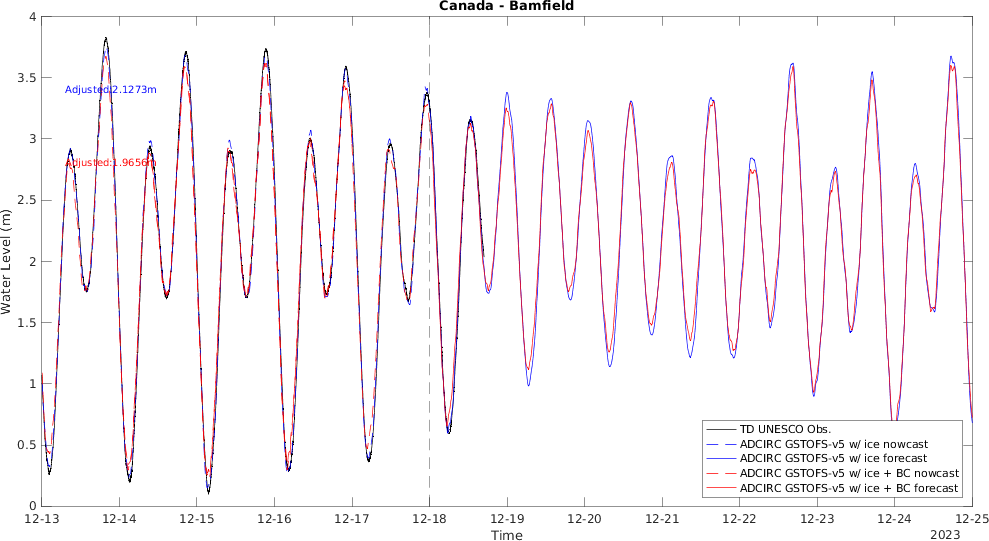 Canada - Bamfield
4
3.5
3
2.5
2
1.5
1
0.5
0
Water Level (m)
Adjusted:2.1273m
Adjusted:1.9656m
TD UNESCO Obs.
ADCIRC GSTOFS-v5 w/ ice nowcast
ADCIRC GSTOFS-v5 w/ ice forecast
ADCIRC GSTOFS-v5 w/ ice + BC nowcast
ADCIRC GSTOFS-v5 w/ ice + BC forecast
12-13 12-14 12-15 12-16 12-17 12-18 12-19 12-20 12-21 12-22 12-23 12-24 12-25
Time
2023